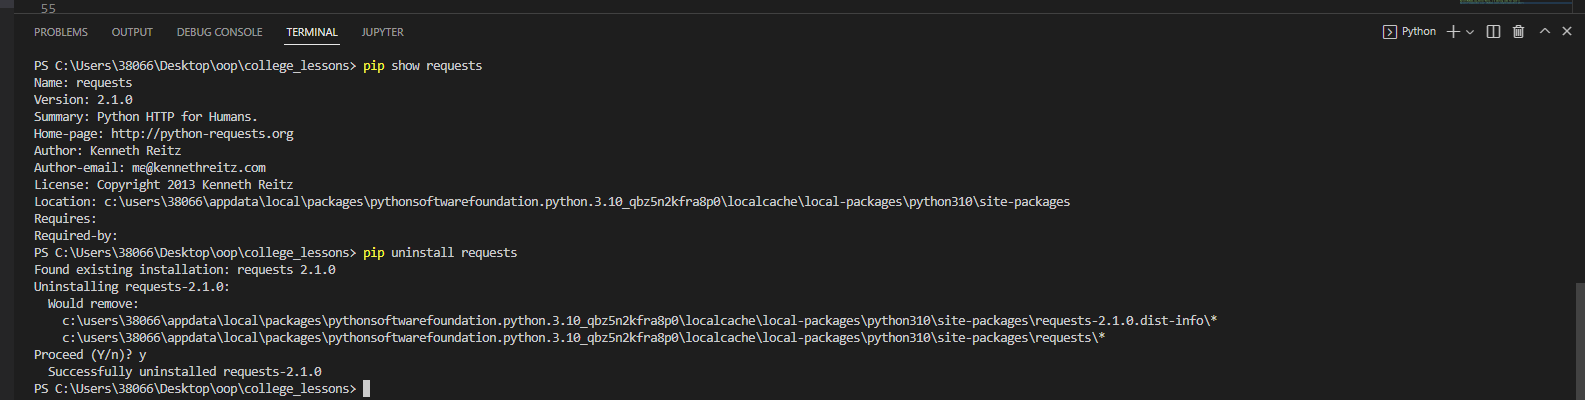 55
PROBLEMS OUTPUT DEBUG CONSOLE TERMINAL JUPYTER Python
PS C:\Users\38066\Desktop\oop\college_lessons> pip show requests
Name: requests
Version: 2.1.0
Summary: Python HTTP for Humans.
Home-page: http://python-requests.org
Author: Kenneth Reitz
Author-email: me@kennethreitz.com
License: Copyright 2013 Kenneth Reitz
Location: c:\users\38066\appdata\local\packages\pythonsoftwarefoundation.python.3.10_qbz5n2kfra8p0\localcache\local-packages\python310\site-packages
Requires:
Required-by:
PS C:\Users\38066\Desktop\oop\college_lessons> pip uninstall requests
Found existing installation: requests 2.1.0
Uninstalling requests-2.1.0:
  Would remove:
    c:\users\38066\appdata\local\packages\pythonsoftwarefoundation.python.3.10_qbz5n2kfra8p0\localcache\local-packages\python310\site-packages\requests-2.1.0.dist-info\*
    c:\users\38066\appdata\local\packages\pythonsoftwarefoundation.python.3.10_qbz5n2kfra8p0\localcache\local-packages\python310\site-packages\requests\*
Proceed (Y/n)? y
  Successfully uninstalled requests-2.1.0
PS C:\Users\38066\Desktop\oop\college_lessons>